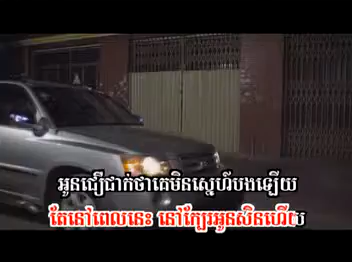 អូនជឿជាក់ថាគេមិនស្នេហ៍បងឡើយ
តែនៅពេលនេះ នៅក្បែរអូនសិនហើយ